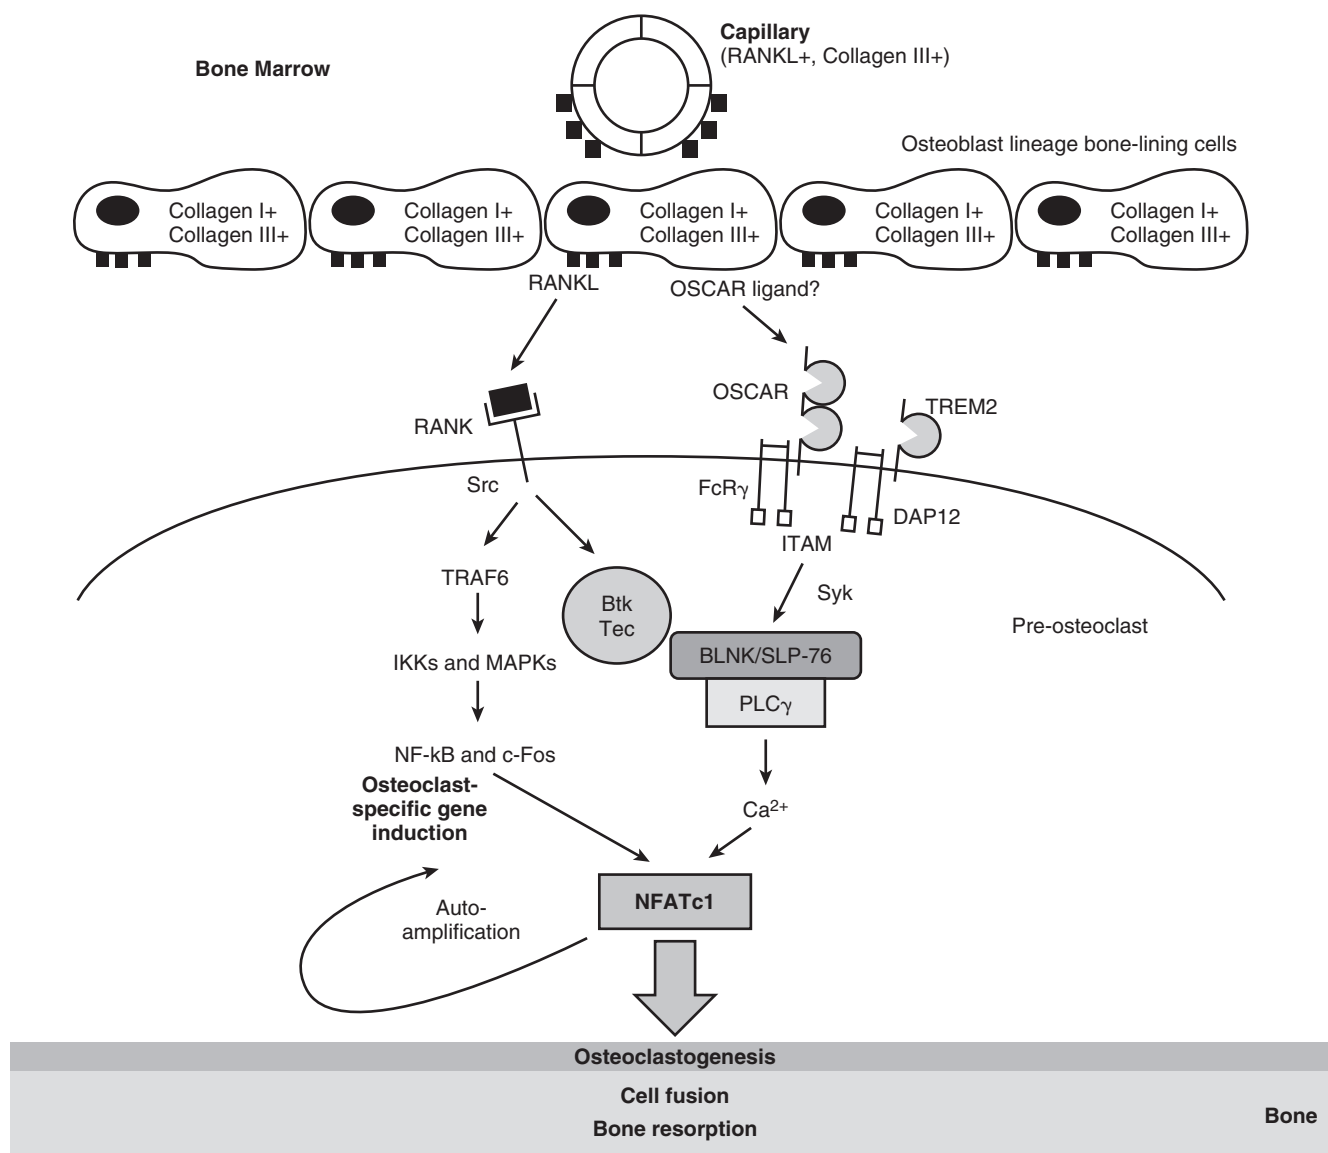 Capillary
(RANKL+, Collagen III+)
Bone Marrow
Osteoblast lineage bone-lining cells
Collagen I+
Collagen III+
Collagen I+
Collagen III+
Collagen I+
Collagen III+
Collagen I+
Collagen III+
Collagen I+
Collagen III+
RANKL
OSCAR ligand?
OSCAR
TREM2
RANK
Src
FcRγ
DAP12
ITAM
TRAF6
Syk
Btk
Tec
Pre-osteoclast
BLNK/SLP-76
IKKs and MAPKs
PLCγ
NF-kB and c-Fos
Osteoclast-
specific gene
induction
Ca2+
NFATc1
Auto-
amplification
Osteoclastogenesis
Cell fusion
Bone
Bone resorption